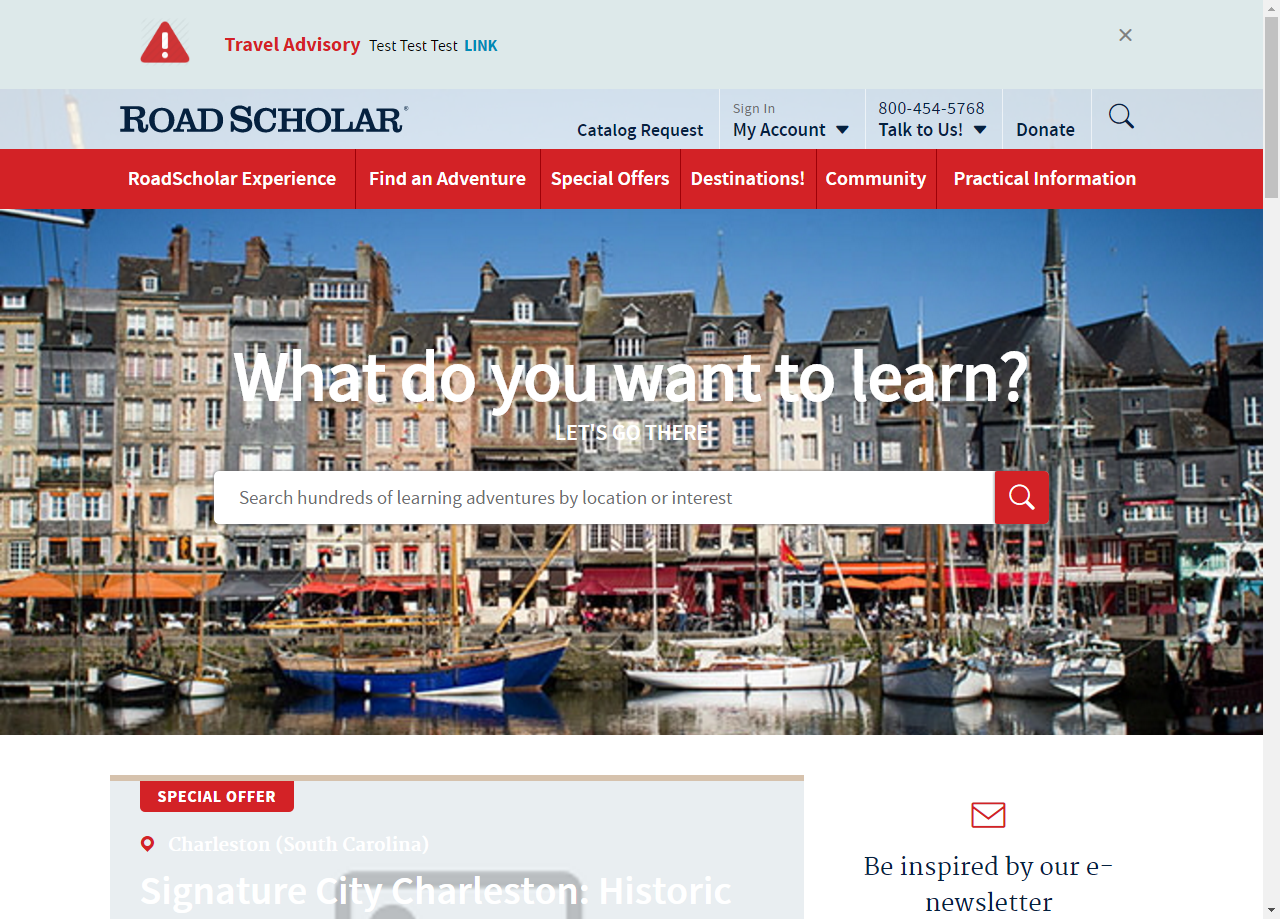 Travel Advisory Test Test Test LINK
ROAD SCHOLAR®
Catalog Request
Sign In
My Account
800-454-5768
Talk to Us!
Donate
RoadScholar Experience
Find an Adventure
Special Offers
Destinations!
Community
Practical Information
What do you want to learn?
LET'S GO THERE
Search hundreds of learning adventures by location or interest
SPECIAL OFFER
Charleston (South Carolina)
Signature City Charleston: Historic
Be inspired by our e-
newsletter